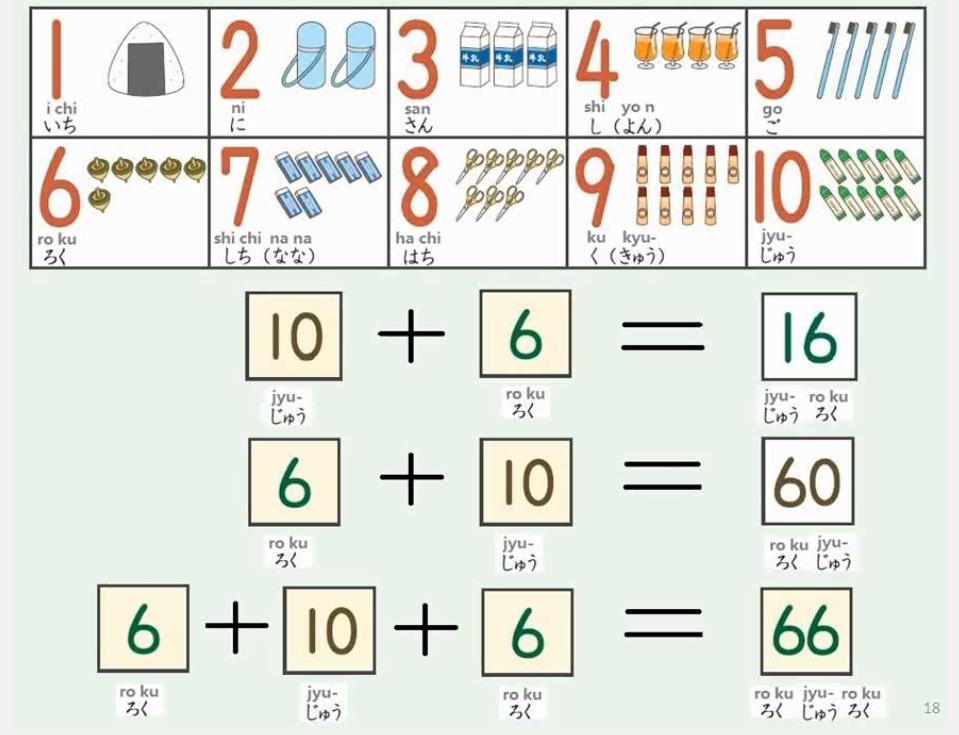 1
i chi
いち
2
ni
に
3
牛乳 牛乳 牛乳
san
さん
4
shi yo n
し（よん）
5
go
ご
6
ro ku
ろく
7
shi chi na na
しち（なな）
8
ha chi
はち
9
ku kyu-
く（きゅう）
10
jyu-
じゅう
10 + 6 = 16
jyu- ro ku jyu- ro ku
じゅう ろく じゅう ろく
6 + 10 = 60
ro ku jyu- ro ku jyu-
ろく じゅう ろく じゅう
6 + 10 + 6 = 66
ro ku jyu- ro ku ro ku jyu- ro ku
ろく じゅう ろく ろく じゅう ろく
18